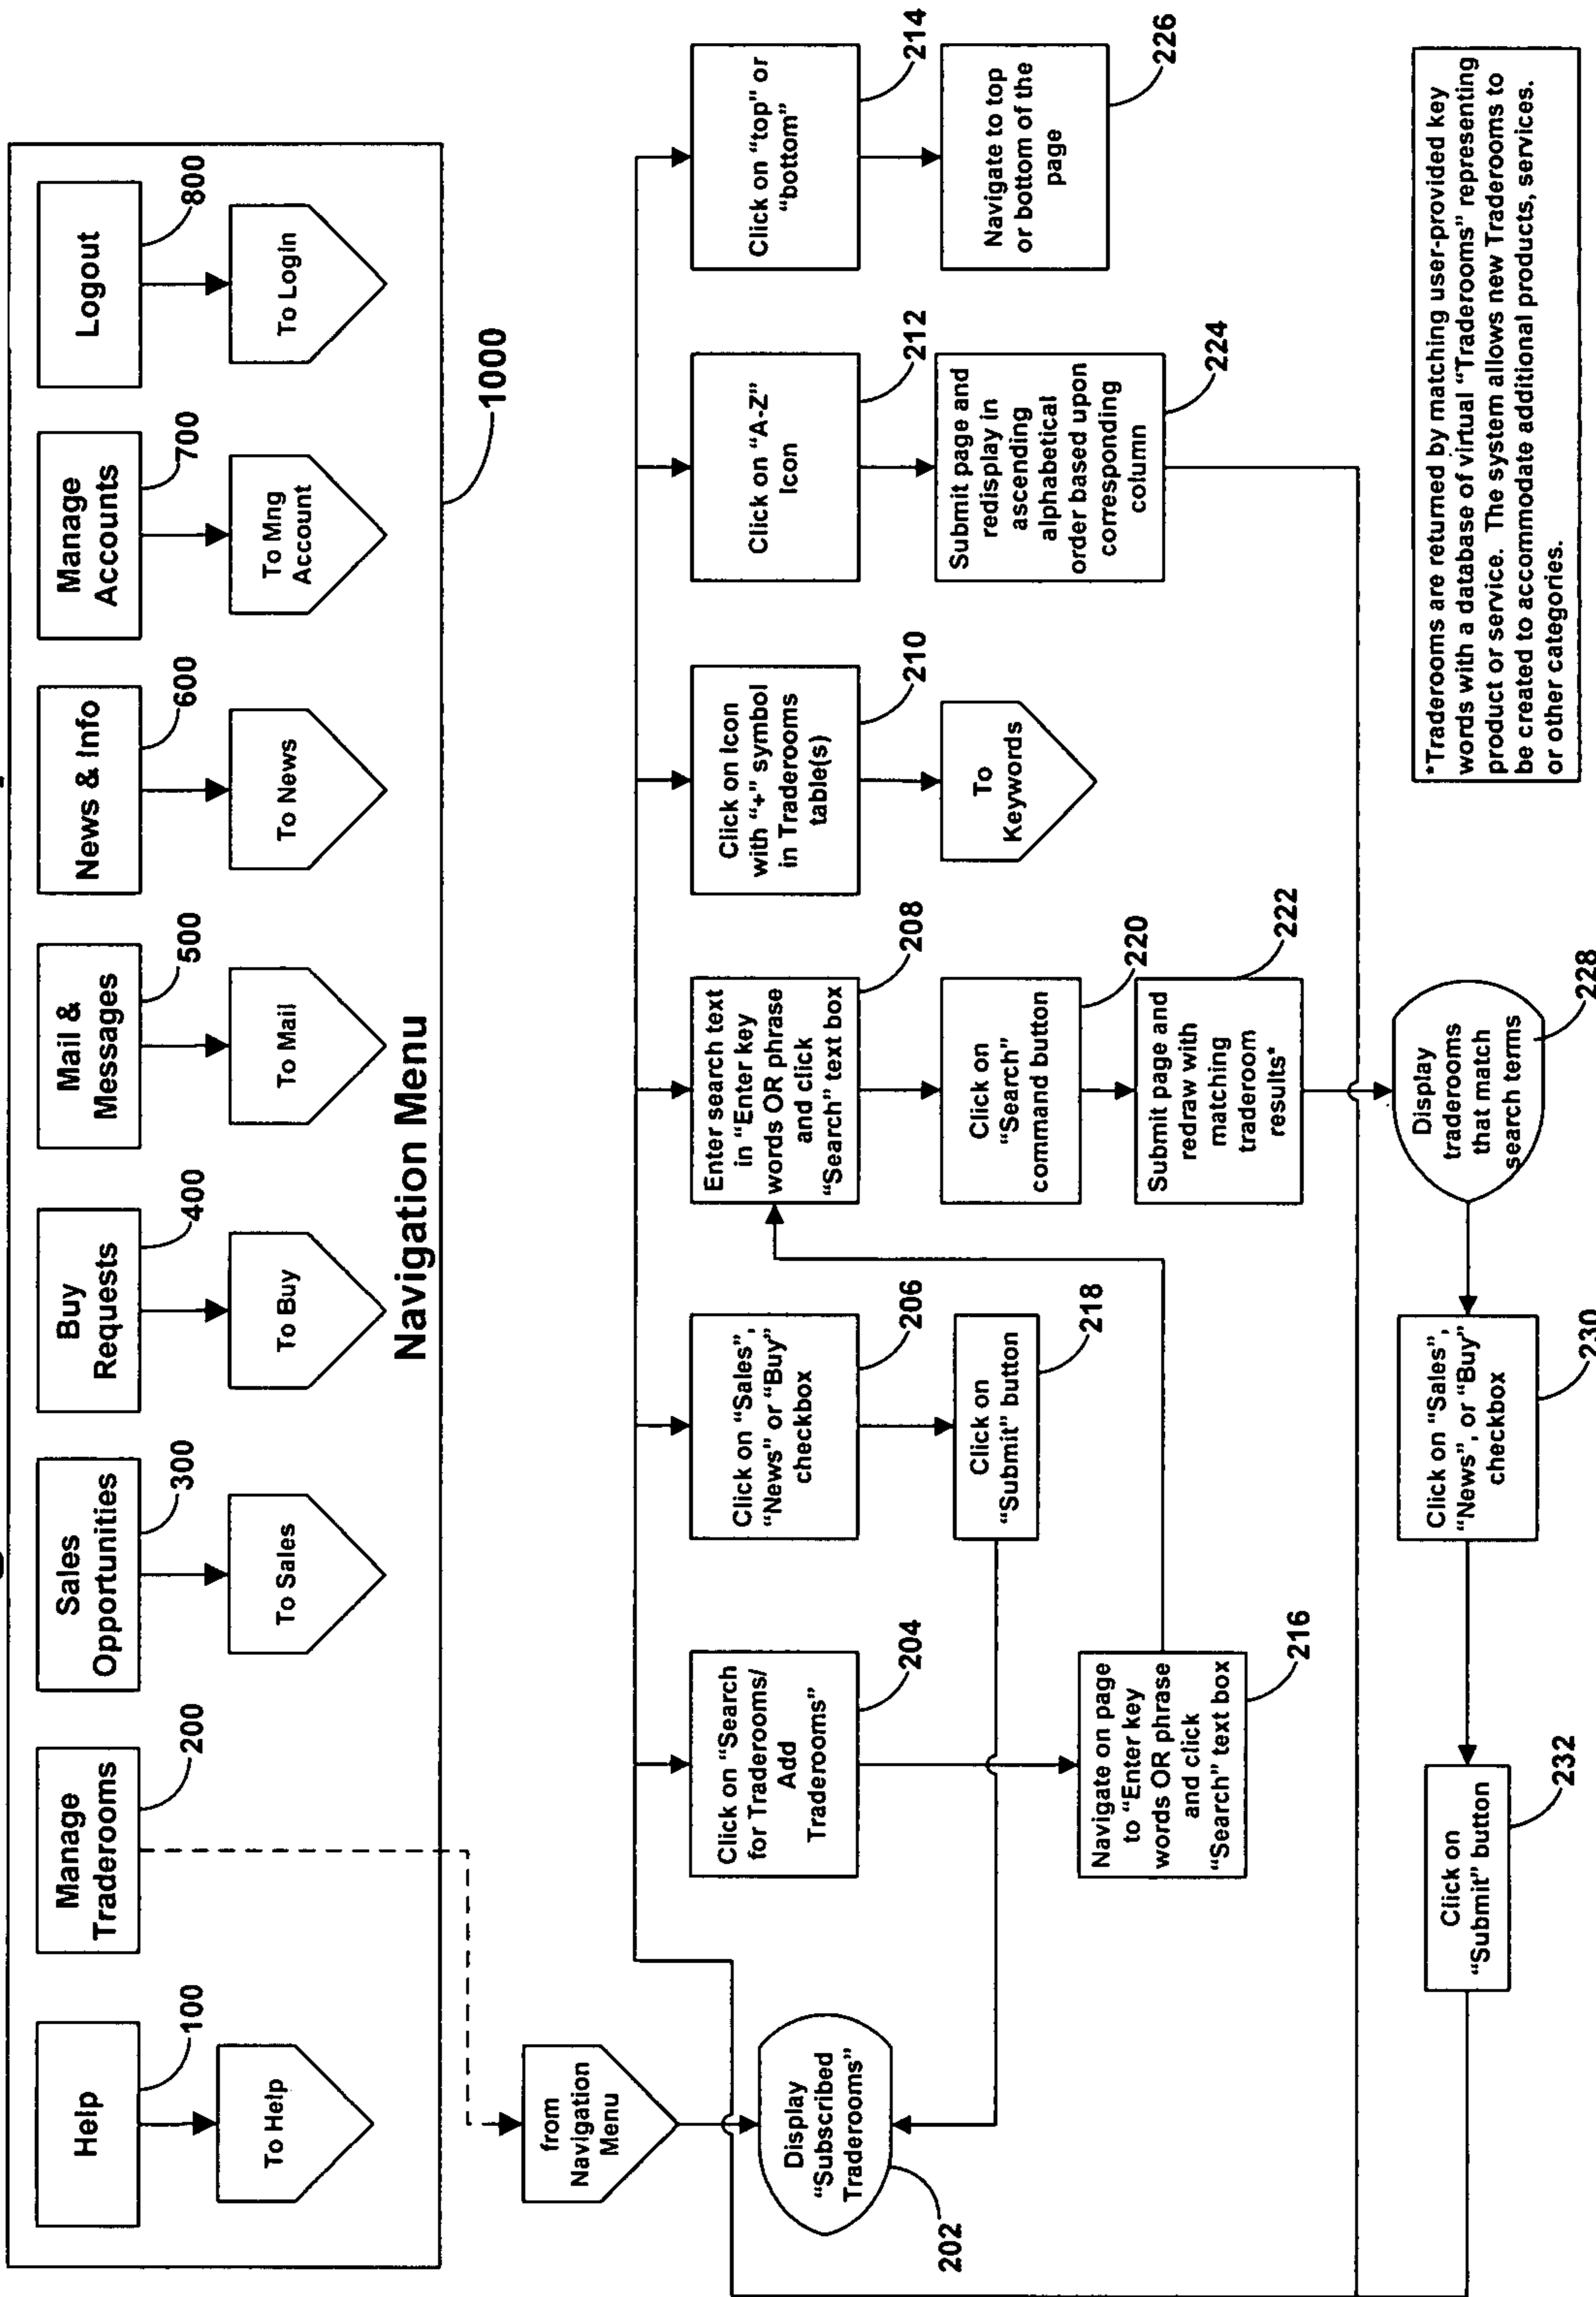 Help
100
To Help
Manage
Traderooms
200
Sales
Opportunities
300
To Sales
Buy
Requests
400
To Buy
Mail &
Messages
500
To Mail
News & Info
600
To News
Manage
Accounts
700
To Mng
Account
Logout
800
To Login
Navigation Menu
1000
from
Navigation
Menu
Display
“Subscribed
Traderooms”
202
Click on “Search
for Traderooms/
Add
Traderooms”
204
Click on “Sales”,
“News” or “Buy”
checkbox
206
Enter search text
in “Enter key
words OR phrase
and click
“Search” text box
208
Click on Icon
with “+” symbol
in Traderooms
table(s)
210
Click on “A-Z”
Icon
212
Click on “top” or
“bottom”
214
Navigate on page
to “Enter key
words OR phrase
and click
“Search” text box
216
Click on
“Submit” button
218
Click on
“Search”
command button
220
Submit page and
redraw with
matching
traderoom
results*
222
To
Keywords
Submit page and
redisplay in
ascending
alphabetical
order based upon
corresponding
column
224
Navigate to top
or bottom of the
page
226
Display
traderooms
that match
search terms
228
Click on “Sales”,
“News”, or “Buy”
checkbox
230
Click on
“Submit” button
232
*Traderooms are returned by matching user-provided key
words with a database of virtual “Traderooms” representing
product or service. The system allows new Traderooms to
be created to accommodate additional products, services.
or other categories.